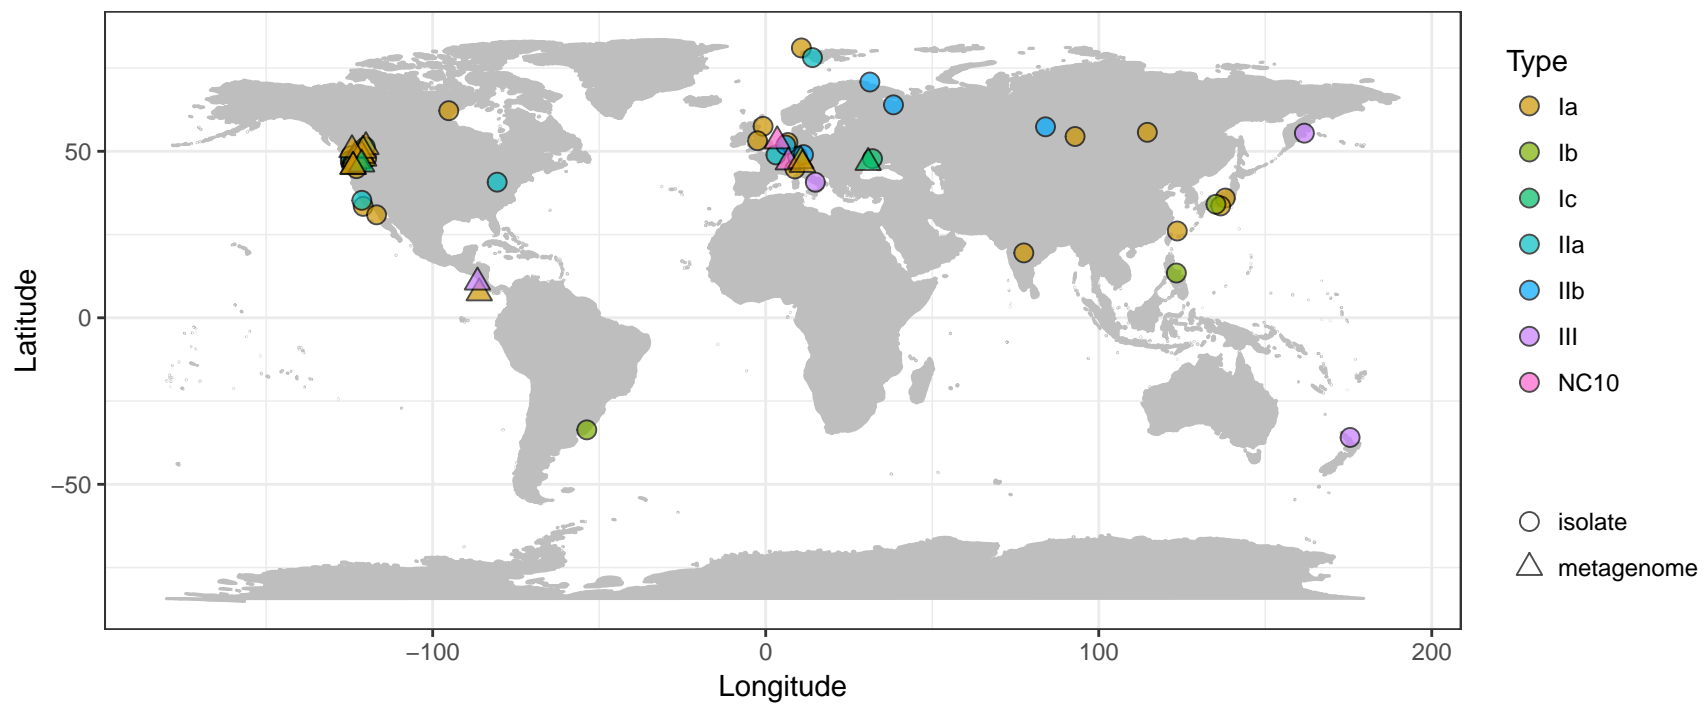 Type
Ia
Ib
Ic
IIa
IIb
III
NC10
isolate
metagenome
Latitude
50
0
−50
−100
0
100
200
Longitude